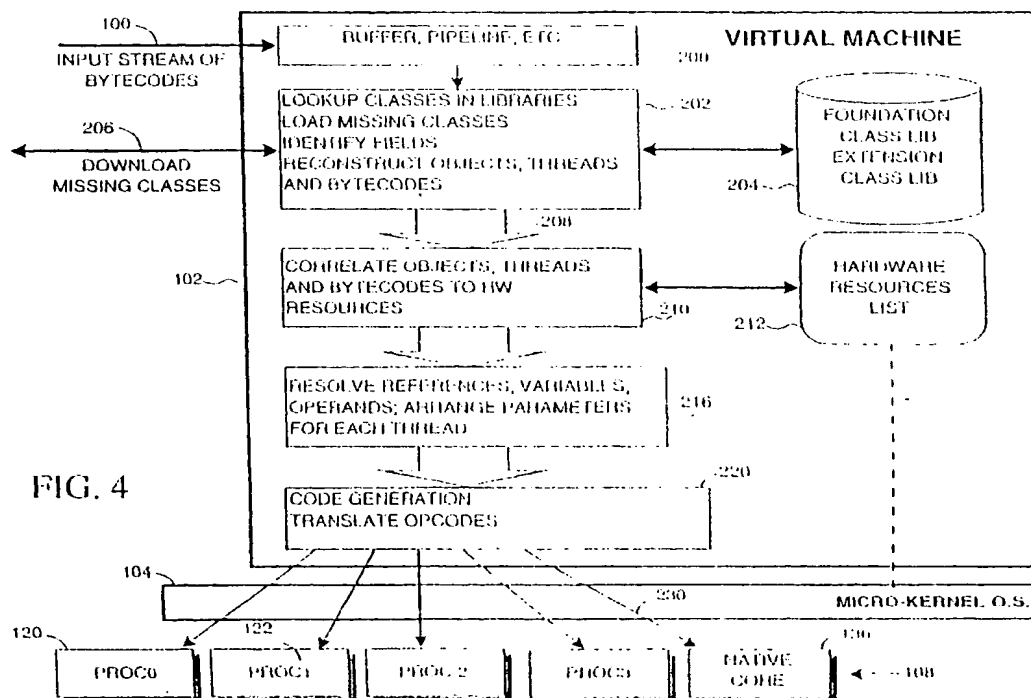 100
INPUT STREAM OF
BYTECODES
BUFFER, PIPELINE, ETC
200
VIRTUAL MACHINE
206
DOWNLOAD
MISSING CLASSES
LOOKUP CLASSES IN LIBRARIES
LOAD MISSING CLASSES
IDENTIFY FIELDS
RECONSTRUCT OBJECTS, THREADS
AND BYTECODES
202
FOUNDATION
CLASS LIB
EXTENSION
CLASS LIB
204
208
102
CORRELATE OBJECTS, THREADS
AND BYTECODES TO HW
RESOURCES
210
HARDWARE
RESOURCES
LIST
212
RESOLVE REFERENCES, VARIABLES,
OPERANDS; ARRANGE PARAMETERS
FOR EACH THREAD
216
FIG. 4
220
CODE GENERATION
TRANSLATE OPCODES
104
230
MICRO-KERNEL O.S.
120
122
130
PROC0
PROC1
PROC 2
PROC3
NATIVE
CORE
108